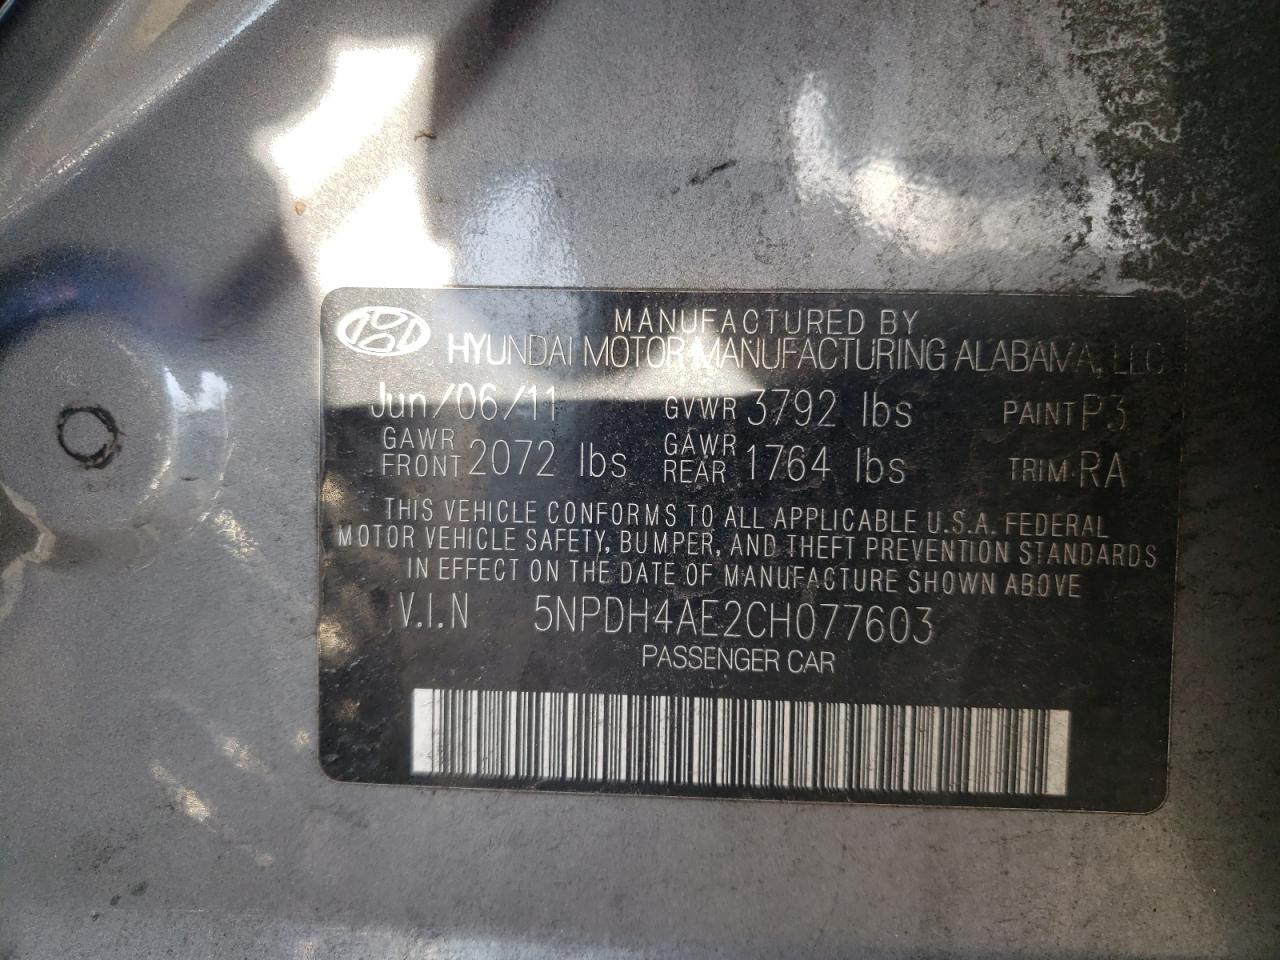 MANUFACTURED BY
HYUNDAI MOTOR MANUFACTURING ALABAMA, LLC
Jun/06/11 GVWR 3792 lbs PAINT P3
GAWR FRONT 2072 lbs GAWR REAR 1764 lbs TRIM RA
THIS VEHICLE CONFORMS TO ALL APPLICABLE U.S.A. FEDERAL
MOTOR VEHICLE SAFETY, BUMPER, AND THEFT PREVENTION STANDARDS
IN EFFECT ON THE DATE OF MANUFACTURE SHOWN ABOVE
V.I.N 5NPDH4AE2CH077603
PASSENGER CAR